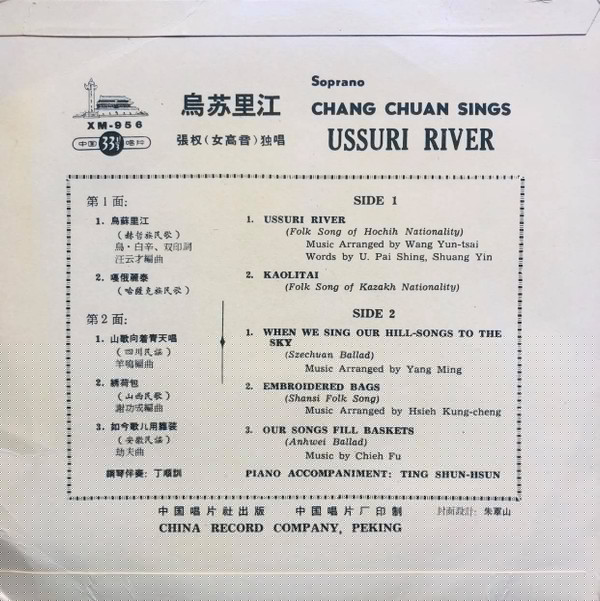 Soprano
烏苏里江
CHANG CHUAN SINGS
XM-956
USSURI RIVER
中国 33⅓ 唱片
張权(女高音)独唱
第1面:
1. 烏蘇里江
(赫哲族民歌)
烏·白辛、双印詞
汪云才編曲
2. 嘎俄麗泰
(哈薩克族民歌)
第2面:
1. 山歌向着青天唱
(四川民謠)
羊鳴編曲
2. 綉荷包
(山西民歌)
謝功成編曲
3. 如今歌儿用籮裝
(安徽民謠)
劫夫曲
鋼琴伴奏: 丁順訓
SIDE 1
1. USSURI RIVER
(Folk Song of Hochih Nationality)
Music Arranged by Wang Yun-tsai
Words by U. Pai Shing, Shuang Yin
2. KAOLITAI
(Folk Song of Kazakh Nationality)
SIDE 2
1. WHEN WE SING OUR HILL-SONGS TO THE
SKY
(Szechuan Ballad)
Music Arranged by Yang Ming
2. EMBROIDERED BAGS
(Shansi Folk Song)
Music Arranged by Hsieh Kung-cheng
3. OUR SONGS FILL BASKETS
(Anhwei Ballad)
Music by Chieh Fu
PIANO ACCOMPANIMENT: TING SHUN-HSUN
中国唱片社出版 中国唱片厂印制 封面設計: 朱軍山
CHINA RECORD COMPANY, PEKING